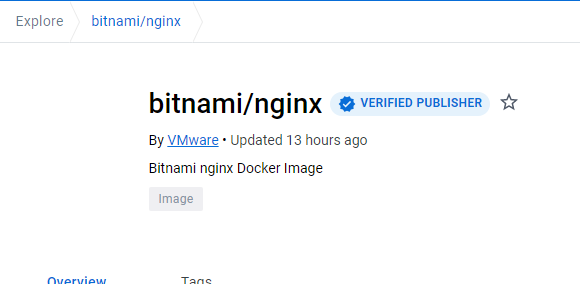 Explore bitnami/nginx
bitnami/nginx VERIFIED PUBLISHER
By VMware • Updated 13 hours ago
Bitnami nginx Docker Image
Image
Overview Tags